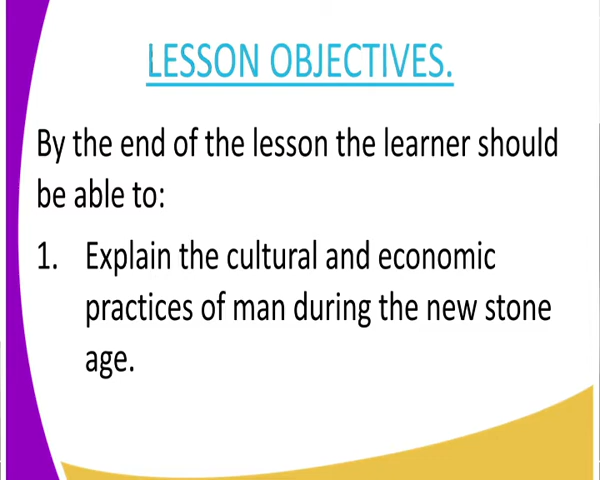 LESSON OBJECTIVES.
By the end of the lesson the learner should
be able to:
1. Explain the cultural and economic
practices of man during the new stone
age.